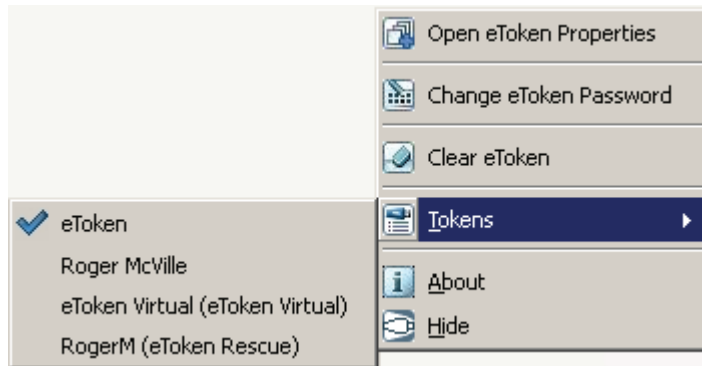 Open eToken Properties
Change eToken Password
Clear eToken
Tokens
About
Hide
eToken
Roger McVille
eToken Virtual (eToken Virtual)
RogerM (eToken Rescue)